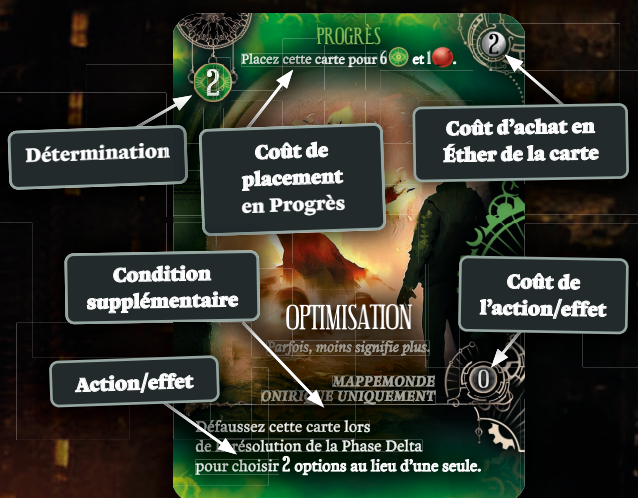 PROGRÈS
2
Placez cette carte pour 6 et 1.
2
Détermination
Coût de
placement
en Progrès
Coût d'achat en
Éther de la carte
Condition
supplémentaire
Coût de
l'action/effet
OPTIMISATION
Parfois, moins signifie plus.
Action/effet
MAPPEMONDE
ONIRIQUE UNIQUEMENT
0
Défaussez cette carte lors
de la résolution de la Phase Delta
pour choisir 2 options au lieu d'une seule.